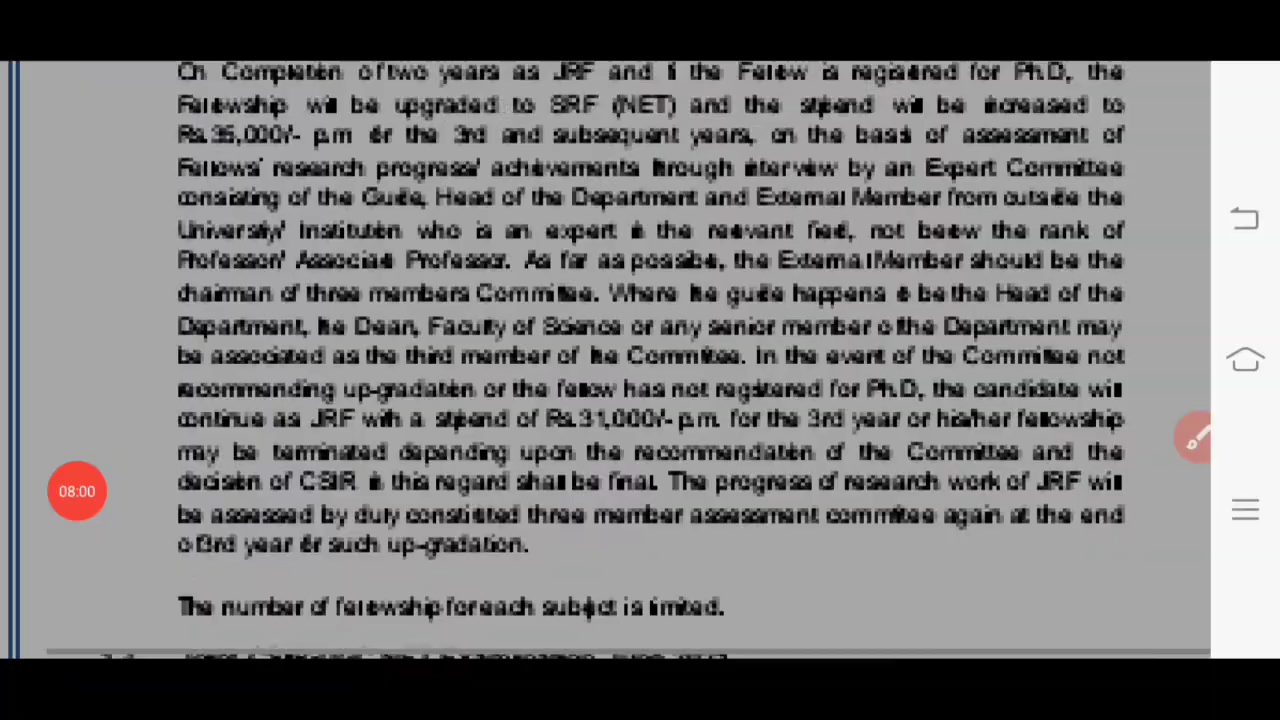 On Completion of two years as JRF and if the Fellow is registered for Ph.D, the
Fellowship will be upgraded to SRF (NET) and the stipend will be increased to
Rs.35,000/- p.m for the 3rd and subsequent years, on the basis of assessment of
Fellows' research progress/ achievements through interview by an Expert Committee
consisting of the Guide, Head of the Department and External Member from outside the
University/ Institution who is an expert in the relevant field, not below the rank of
Professor/ Associate Professor. As far as possible, the External Member should be the
chairman of three members Committee. Where the guide happens to be the Head of the
Department, the Dean, Faculty of Science or any senior member of the Department may
be associated as the third member of the Committee. In the event of the Committee not
recommending up-gradation or the fellow has not registered for Ph.D, the candidate will
continue as JRF with a stipend of Rs.31,000/- p.m. for the 3rd year or his/her fellowship
may be terminated depending upon the recommendation of the Committee and the
decision of CSIR in this regard shall be final. The progress of research work of JRF will
be assessed by duly constituted three member assessment committee again at the end
of 3rd year for such up-gradation.
08:00
The number of fellowship for each subject is limited.